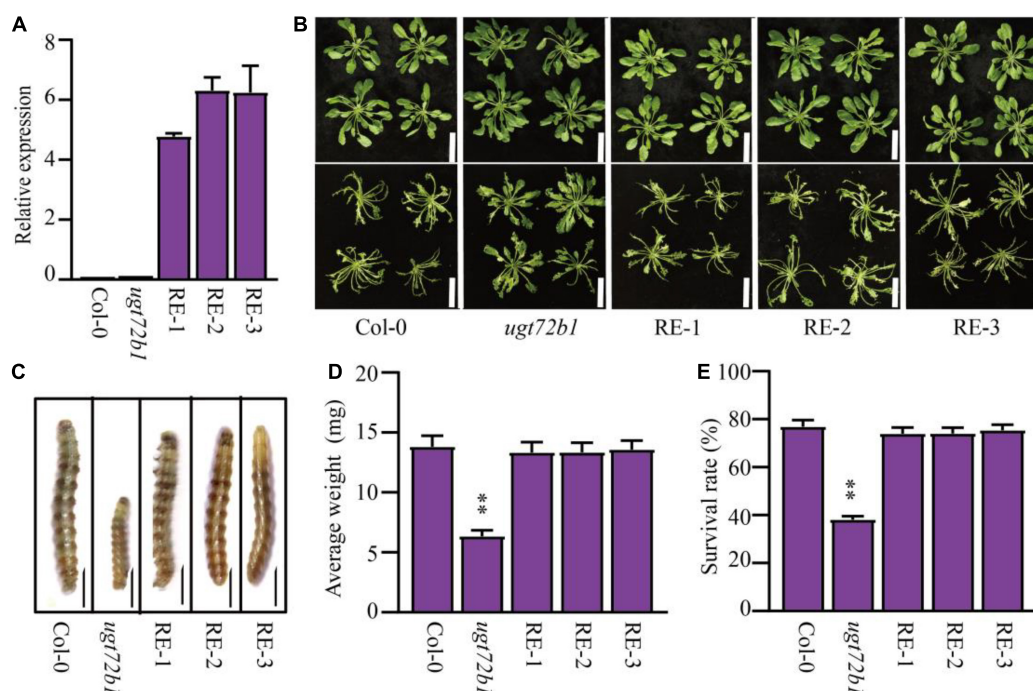 A
Relative expression
8
6
4
2
0
Col-0
ugt72b1
RE-1
RE-2
RE-3
B
Col-0 ugt72b1 RE-1 RE-2 RE-3
C
Col-0
ugt72b1
RE-1
RE-2
RE-3
D
Average weight (mg)
20
15
10
5
0
**
Col-0
ugt72b1
RE-1
RE-2
RE-3
E
Survival rate (%)
100
80
60
40
20
0
**
Col-0
ugt72b1
RE-1
RE-2
RE-3